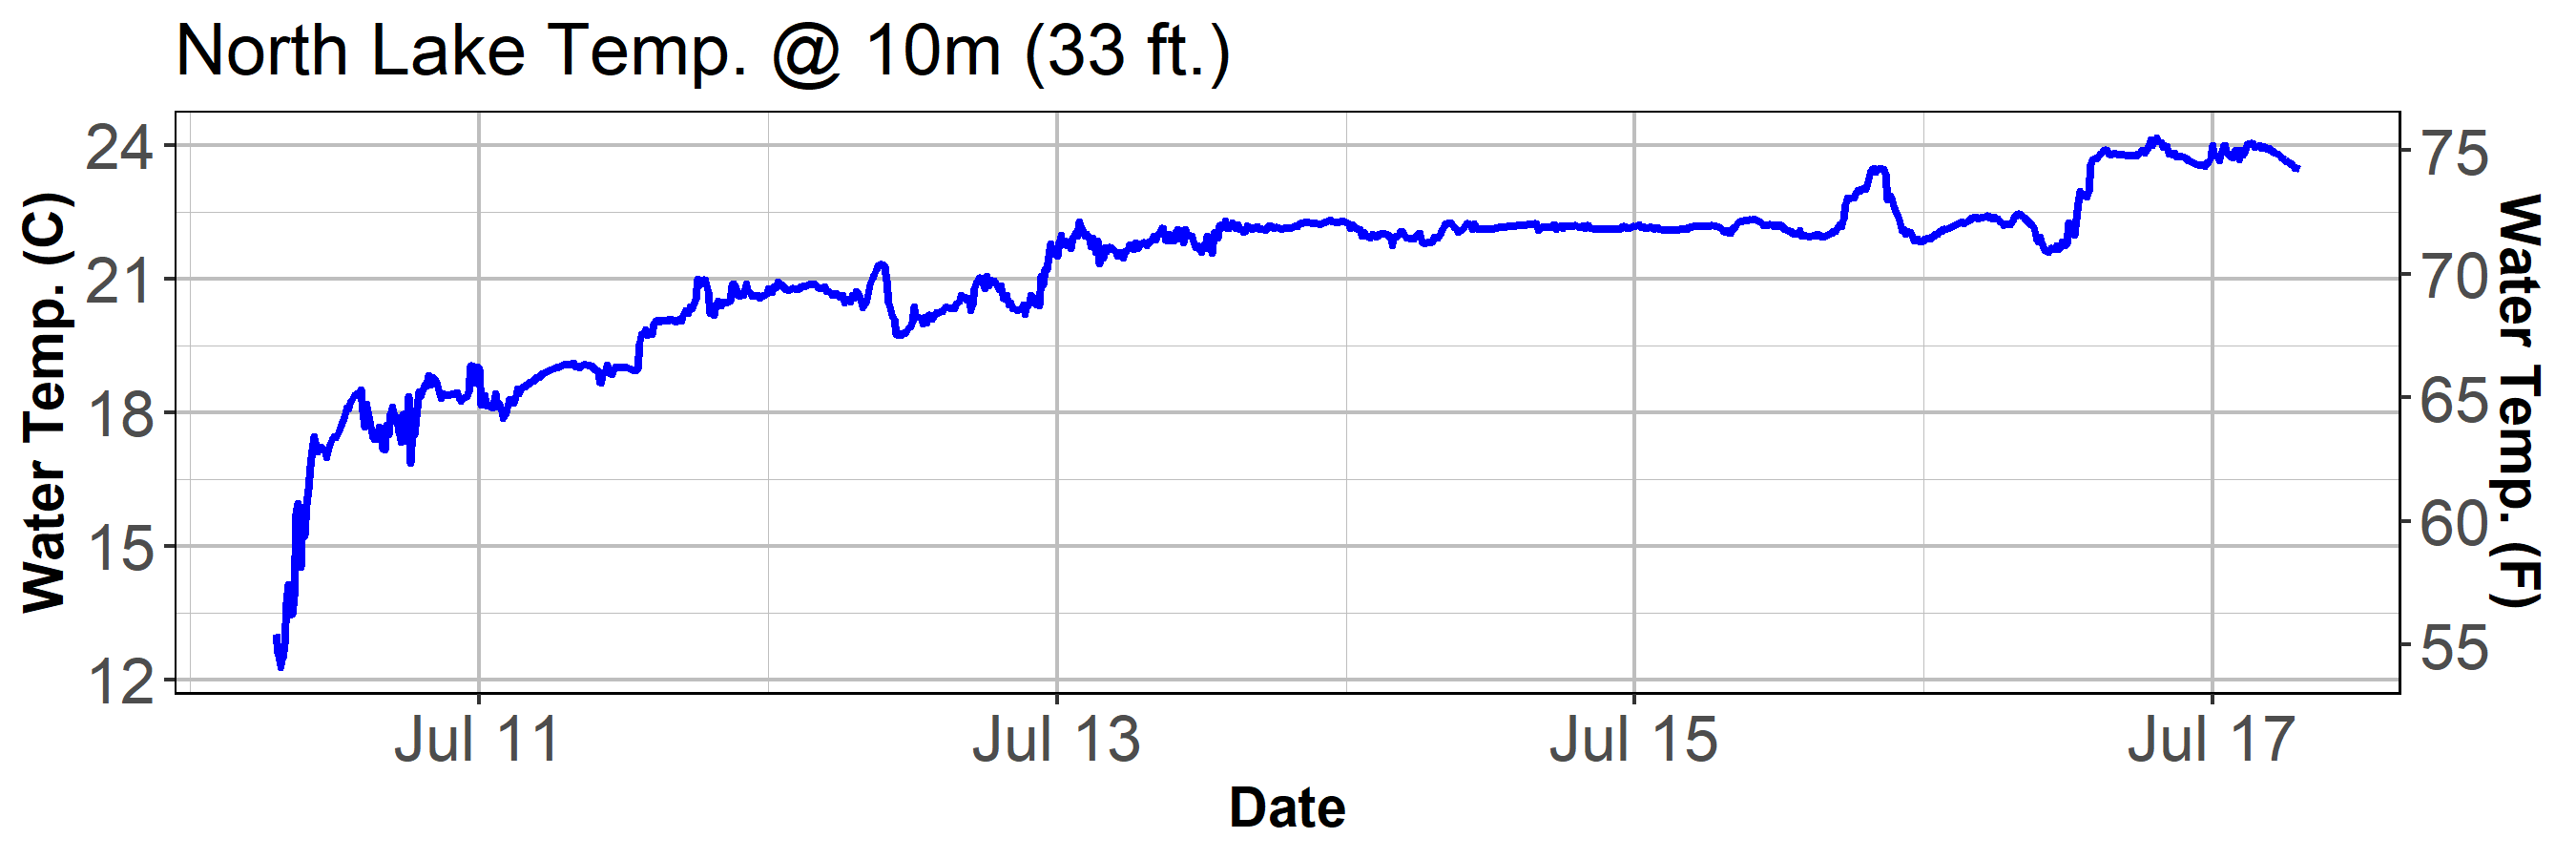 North Lake Temp. @ 10m (33 ft.)
Water Temp. (C)
24
21
18
15
12
75
70
65
60
55
Water Temp. (F)
Jul 11
Jul 13
Jul 15
Jul 17
Date